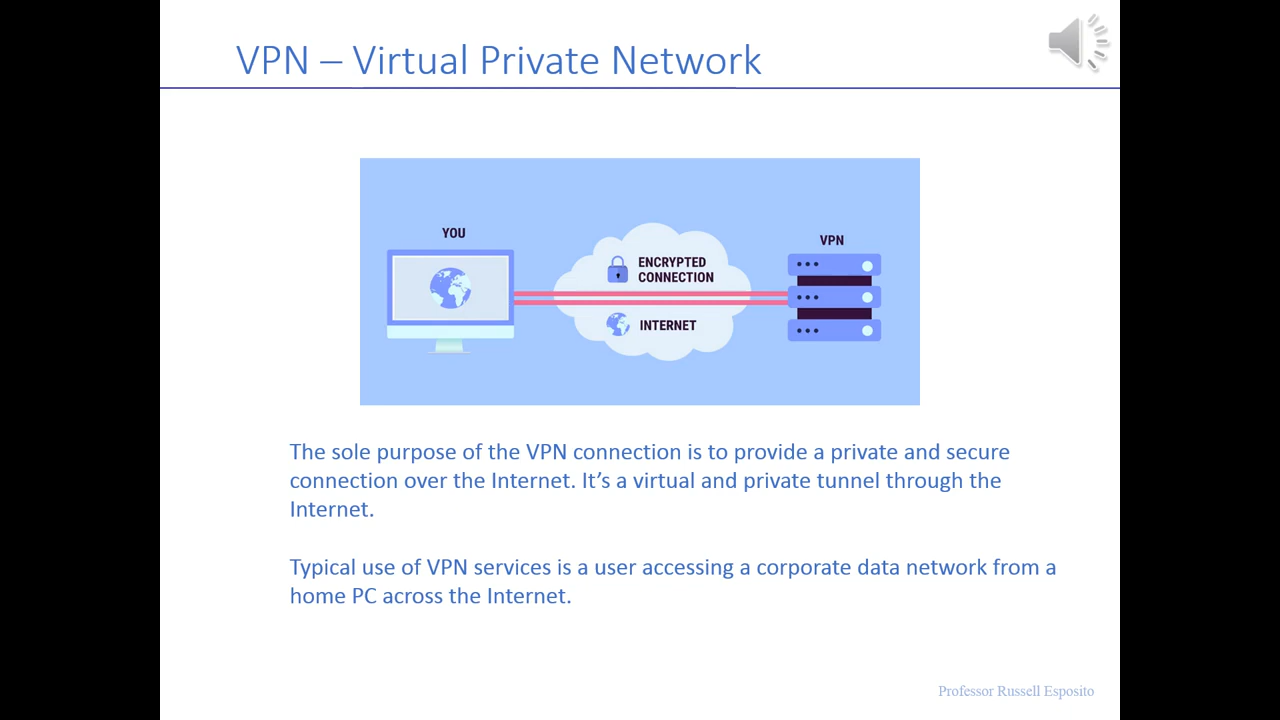 VPN – Virtual Private Network
YOU
VPN
ENCRYPTED
CONNECTION
INTERNET
The sole purpose of the VPN connection is to provide a private and secure
connection over the Internet. It’s a virtual and private tunnel through the
Internet.
Typical use of VPN services is a user accessing a corporate data network from a
home PC across the Internet.
Professor Russell Esposito